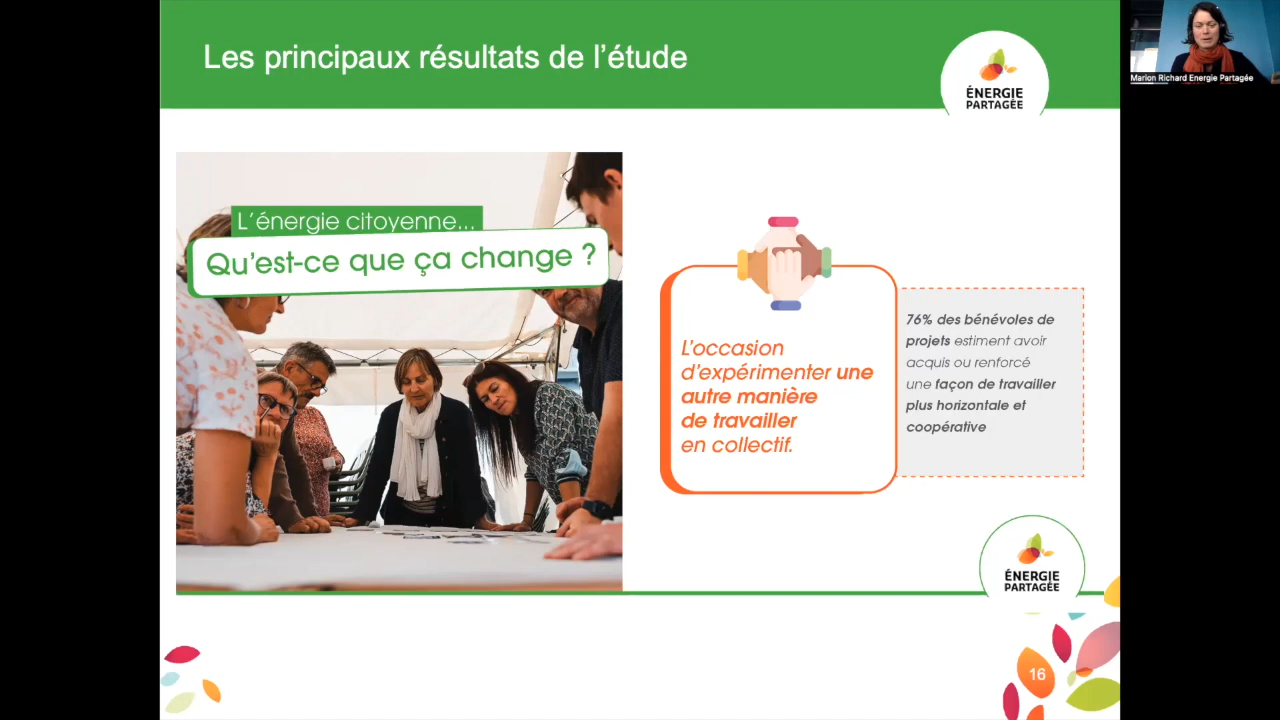 Les principaux résultats de l'étude
ÉNERGIE
PARTAGÉE
Marion Richard Energie Partagée
L'énergie citoyenne...
Qu'est-ce que ça change ?
L'occasion
d'expérimenter une
autre manière
de travailler
en collectif.
76% des bénévoles de
projets estiment avoir
acquis ou renforcé
une façon de travailler
plus horizontale et
coopérative
ÉNERGIE
PARTAGÉE
16